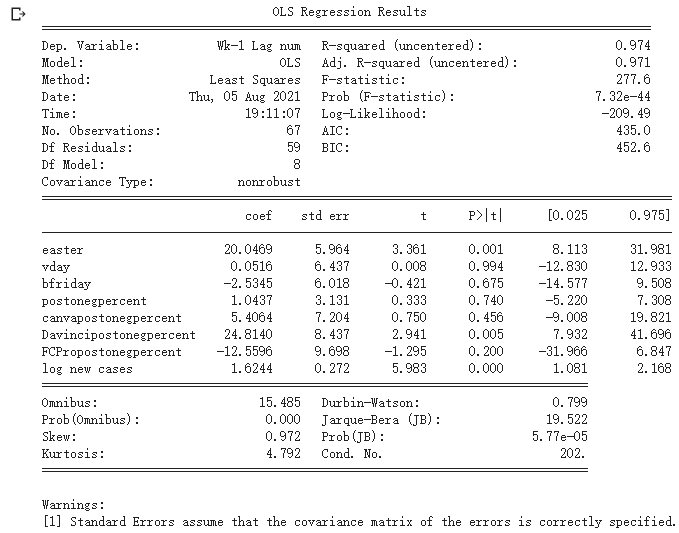 OLS Regression Results
Dep. Variable: Wk-1 Lag num R-squared (uncentered): 0.974
Model: OLS Adj. R-squared (uncentered): 0.971
Method: Least Squares F-statistic: 277.6
Date: Thu, 05 Aug 2021 Prob (F-statistic): 7.32e-44
Time: 19:11:07 Log-Likelihood: -209.49
No. Observations: 67 AIC: 435.0
Df Residuals: 59 BIC: 452.6
Df Model: 8
Covariance Type: nonrobust
coef std err t P>|t| [0.025 0.975]
easter 20.0469 5.964 3.361 0.001 8.113 31.981
vday 0.0516 6.437 0.008 0.994 -12.830 12.933
bfriday -2.5345 6.018 -0.421 0.675 -14.577 9.508
postonegpercent 1.0437 3.131 0.333 0.740 -5.220 7.308
canvapostonegpercent 5.4064 7.204 0.750 0.456 -9.008 19.821
Davincipostonegpercent 24.8140 8.437 2.941 0.005 7.932 41.696
FCPropostonegpercent -12.5596 9.698 -1.295 0.200 -31.966 6.847
log new cases 1.6244 0.272 5.983 0.000 1.081 2.168
Omnibus: 15.485 Durbin-Watson: 0.799
Prob(Omnibus): 0.000 Jarque-Bera (JB): 19.522
Skew: 0.972 Prob(JB): 5.77e-05
Kurtosis: 4.792 Cond. No. 202.
Warnings:
[1] Standard Errors assume that the covariance matrix of the errors is correctly specified.